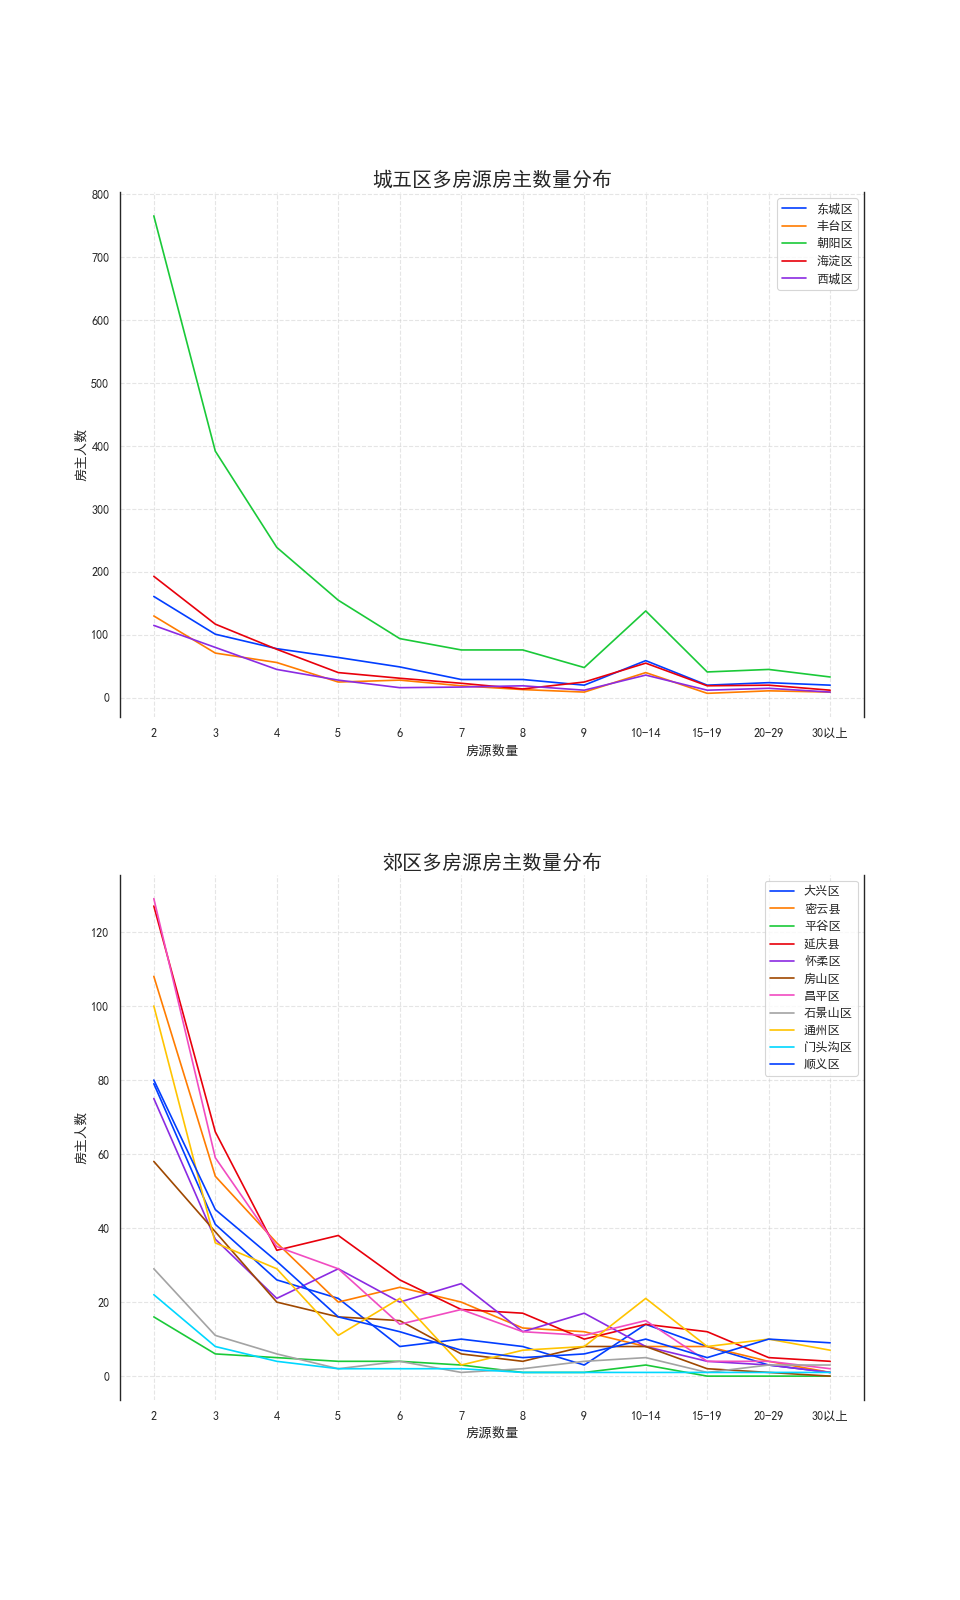 城五区多房源房主数量分布
800
700
600
500
400
300
200
100
0
房主人数
东城区
丰台区
朝阳区
海淀区
西城区
2 3 4 5 6 7 8 9 10-14 15-19 20-29 30以上
房源数量
郊区多房源房主数量分布
120
100
80
60
40
20
0
房主人数
大兴区
密云县
平谷区
延庆县
怀柔区
房山区
昌平区
石景山区
通州区
门头沟区
顺义区
2 3 4 5 6 7 8 9 10-14 15-19 20-29 30以上
房源数量